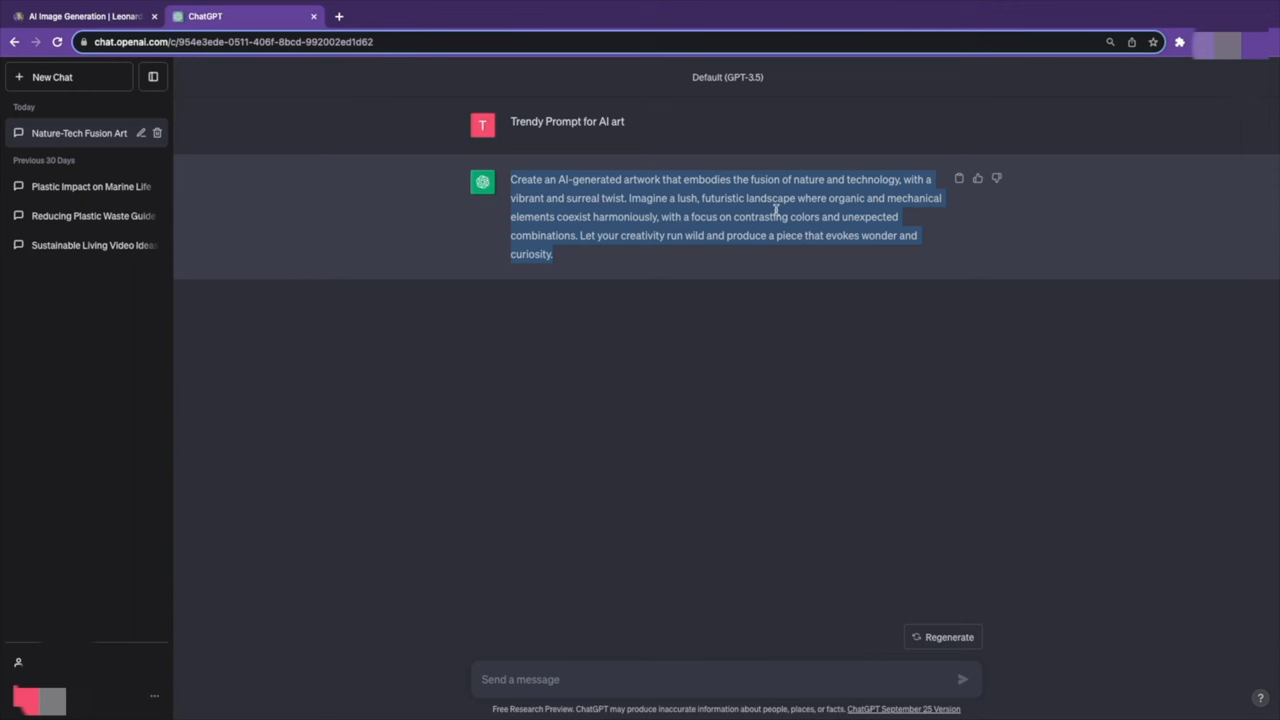 AI Image Generation | Leonard
ChatGPT
chat.openai.com/c/954e3ede-0511-406f-8bcd-992002ed1d62
New Chat
Default (GPT-3.5)
Today
Nature-Tech Fusion Art
Previous 30 Days
Plastic Impact on Marine Life
Reducing Plastic Waste Guide
Sustainable Living Video Ideas
T
Trendy Prompt for AI art
Create an AI-generated artwork that embodies the fusion of nature and technology, with a
vibrant and surreal twist. Imagine a lush, futuristic landscape where organic and mechanical
elements coexist harmoniously, with a focus on contrasting colors and unexpected
combinations. Let your creativity run wild and produce a piece that evokes wonder and
curiosity.
Regenerate
Send a message
Free Research Preview. ChatGPT may produce inaccurate information about people, places, or facts. ChatGPT September 25 Version
?